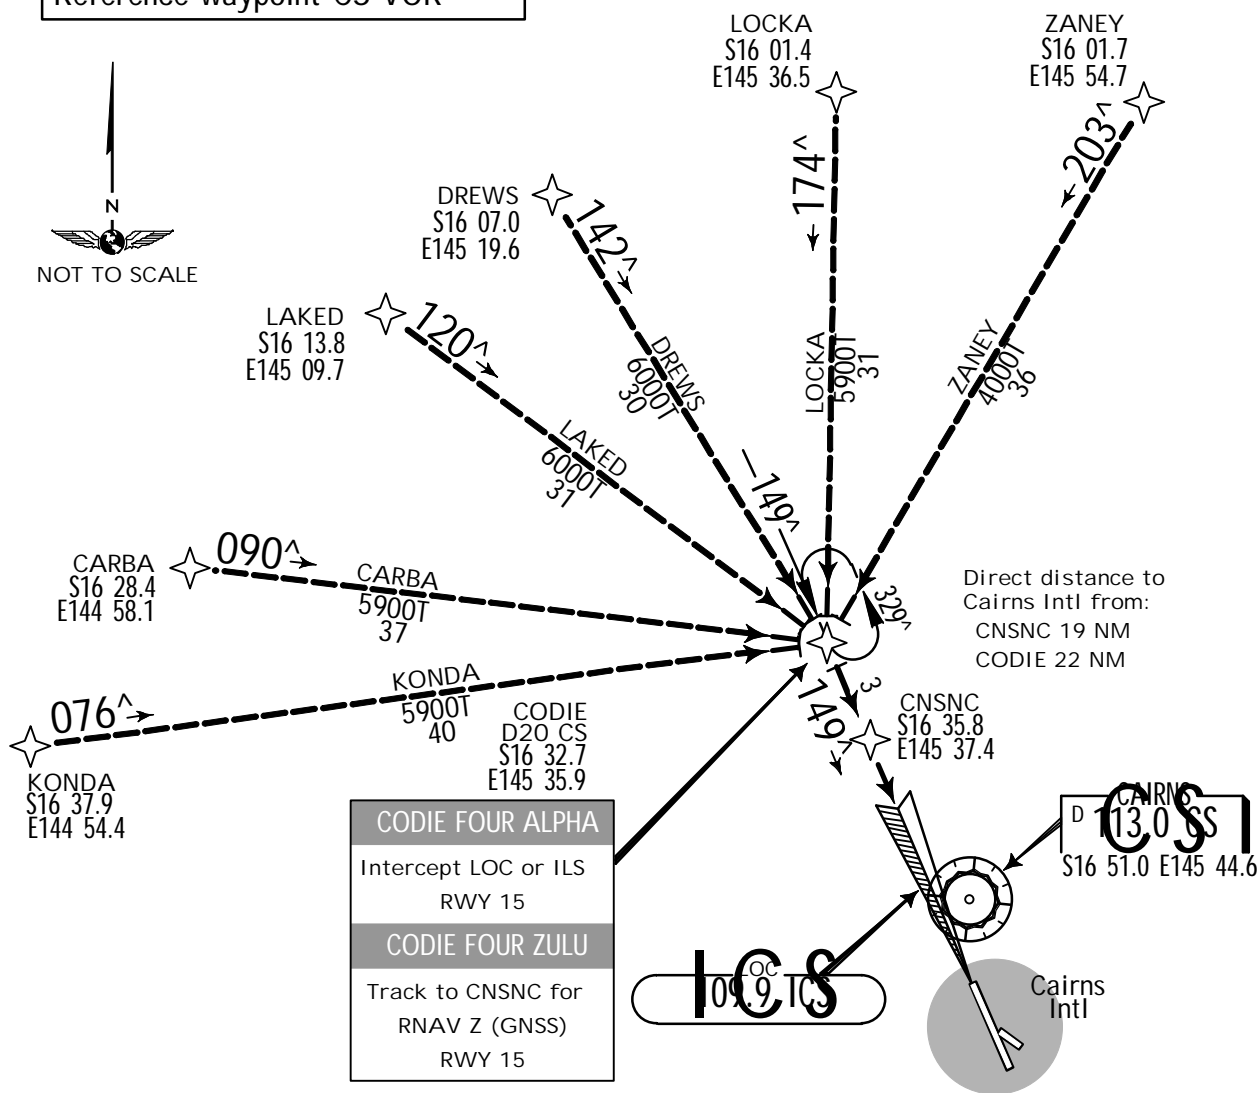 Reference waypoint CS VOR
LOCKA
S16 01.4
E145 36.5
ZANEY
S16 01.7
E145 54.7
N
NOT TO SCALE
DREWS
S16 07.0
E145 19.6
142^
174^
203^
LAKED
S16 13.8
E145 09.7
120^
DREWS
6000T
30
LOCKA
5900T
31
ZANEY
4000T
36
LAKED
6000T
31
149^
CARBA
S16 28.4
E144 58.1
090^
CARBA
5900T
37
329^
Direct distance to
Cairns Intl from:
CNSNC 19 NM
CODIE 22 NM
KONDA
S16 37.9
E144 54.4
076^
KONDA
5900T
40
CODIE
D20 CS
S16 32.7
E145 35.9
3
149^
CNSNC
S16 35.8
E145 37.4
CODIE FOUR ALPHA
Intercept LOC or ILS
RWY 15
CODIE FOUR ZULU
Track to CNSNC for
RNAV Z (GNSS)
RWY 15
CAIRNS
D 113.0 CS
CS
S16 51.0 E145 44.6
LOC
109.9 ICS
ICS
Cairns
Intl